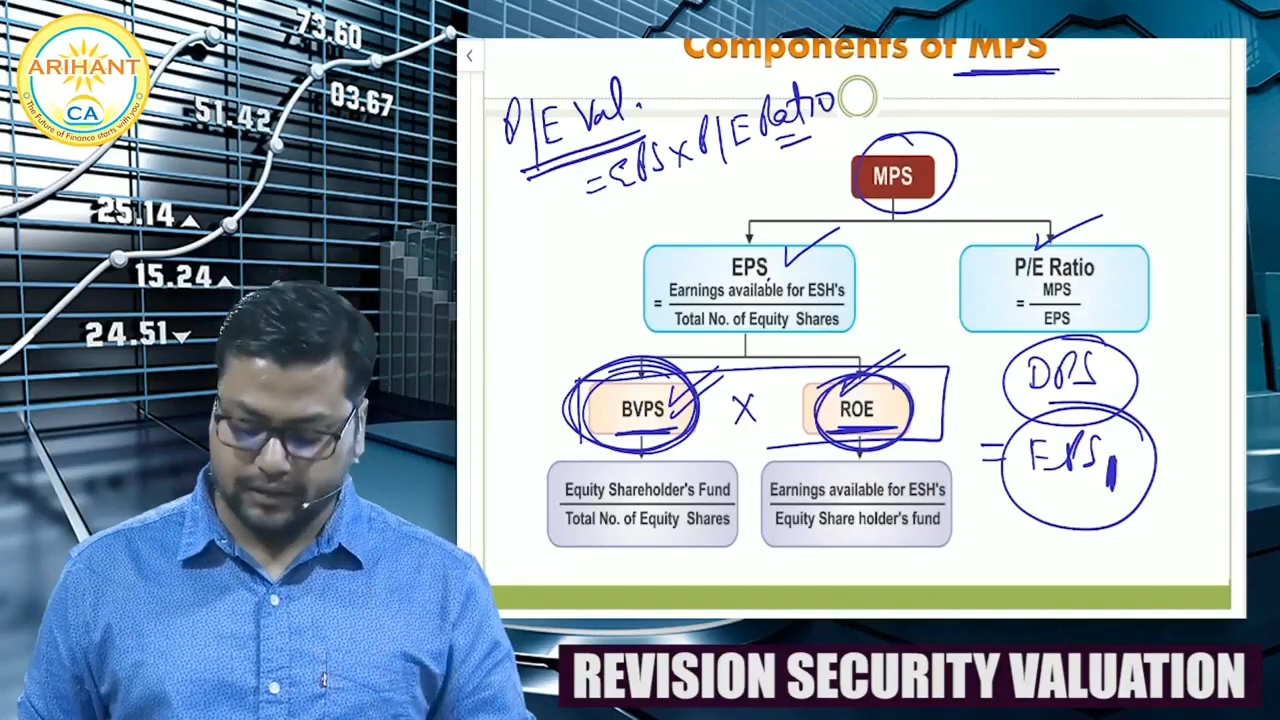 ARIHANT
CA
The Future of Finance starts with you
73.60
51.42
03.67
25.14
15.24
24.51
Components of MPS
P/E Val.
= EPS x P/E Ratio
MPS
EPS
= Earnings available for ESH's
Total No. of Equity Shares
P/E Ratio
= MPS
EPS
BVPS X ROE
DPS
= EPS1
Equity Shareholder's Fund
Total No. of Equity Shares
Earnings available for ESH's
Equity Share holder's fund
REVISION SECURITY VALUATION